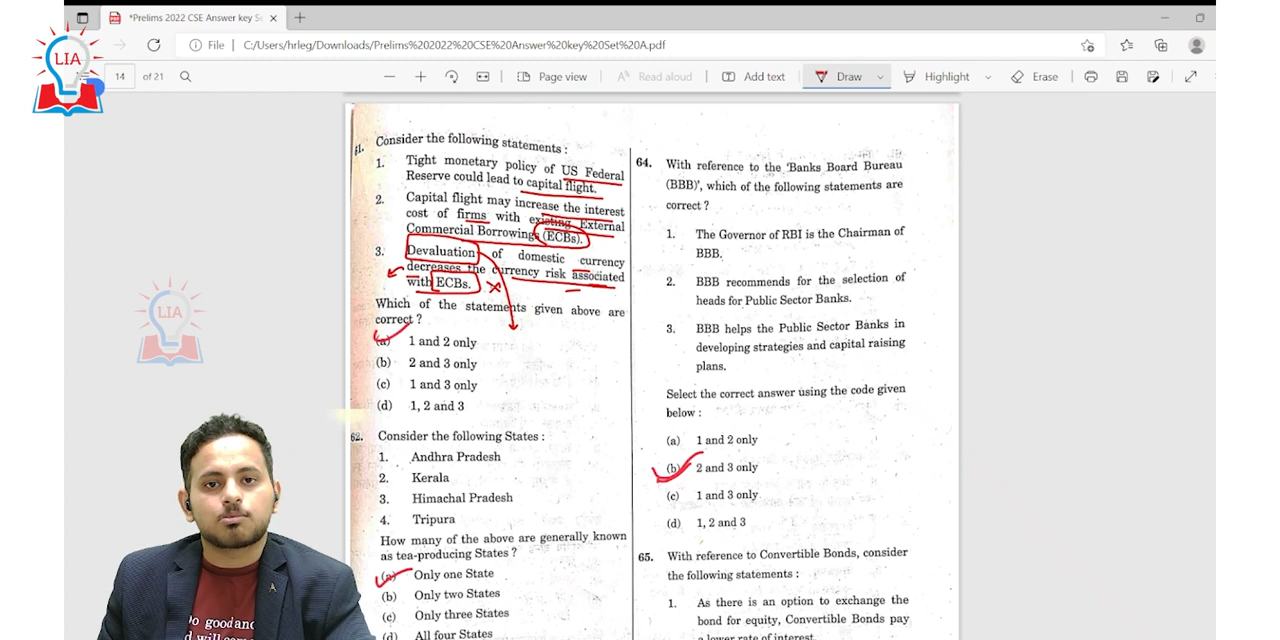 *Prelims 2022 CSE Answer key Se
File
C:/Users/hrleg/Downloads/Prelims%202022%20CSE%20Answer%20key%20Set%20A.pdf
LIA
14 of 21
Page view
Read aloud
Add text
Draw
Highlight
Erase
Consider the following statements :
1. Tight monetary policy of US Federal
Reserve could lead to capital flight.
2. Capital flight may increase the interest
cost of firms with existing External
Commercial Borrowings (ECBs).
3. Devaluation of domestic currency
decreases the currency risk associated
with ECBs.
Which of the statements given above are
correct ?
(a) 1 and 2 only
(b) 2 and 3 only
(c) 1 and 3 only
(d) 1, 2 and 3
62. Consider the following States :
1. Andhra Pradesh
2. Kerala
3. Himachal Pradesh
4. Tripura
How many of the above are generally known
as tea-producing States ?
(a) Only one State
(b) Only two States
(c) Only three States
(d) All four States
64. With reference to the 'Banks Board Bureau
(BBB)', which of the following statements are
correct ?
1. The Governor of RBI is the Chairman of
BBB.
2. BBB recommends for the selection of
heads for Public Sector Banks.
3. BBB helps the Public Sector Banks in
developing strategies and capital raising
plans.
Select the correct answer using the code given
below :
(a) 1 and 2 only
(b) 2 and 3 only
(c) 1 and 3 only
(d) 1, 2 and 3
65. With reference to Convertible Bonds, consider
the following statements :
1. As there is an option to exchange the
bond for equity, Convertible Bonds pay
a lower rate of interest.
LIA
good and